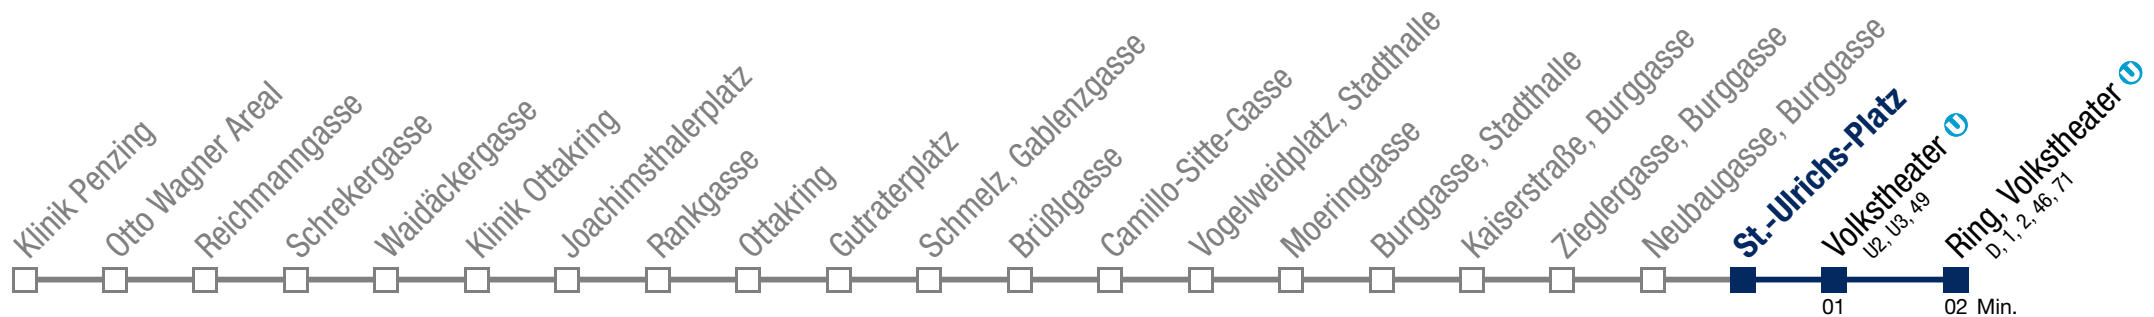 Klinik Penzing
Otto Wagner Areal
Reichmanngasse
Schrekergasse
Waidäckergasse
Klinik Ottakring
Joachimsthalerplatz
Rankgasse
Ottakring
Gutraterplatz
Schmelz, Gablenzgasse
Brüßlgasse
Camillo-Sitte-Gasse
Vogelweidplatz, Stadthalle
Moeringgasse
Burggasse, Stadthalle
Kaiserstraße, Burggasse
Zieglergasse, Burggasse
Neubaugasse, Burggasse
St.-Ulrichs-Platz
Volkstheater U
U2, U3, 49
Ring, Volkstheater U
D, 1, 2, 46, 71
01
02 Min.